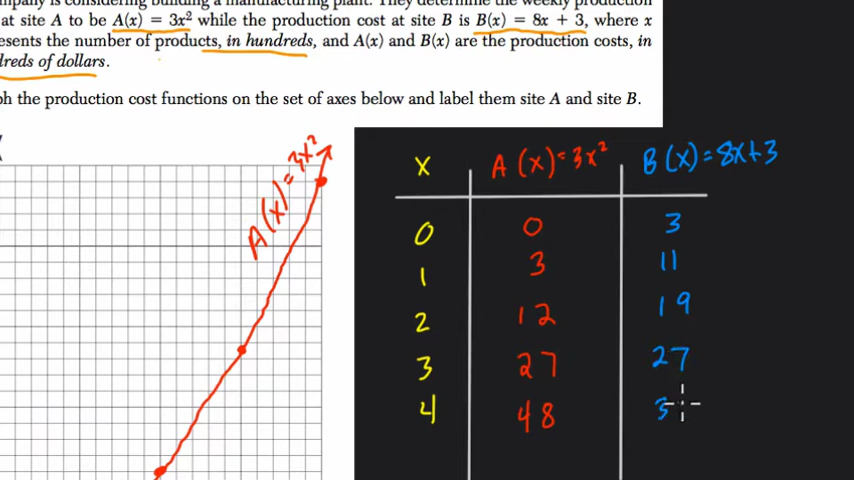 mpany is considering building a manufacturing plant. They determine the weekly production
at site A to be A(x) = 3x² while the production cost at site B is B(x) = 8x + 3, where x
esents the number of products, in hundreds, and A(x) and B(x) are the production costs, in
dreds of dollars.
ph the production cost functions on the set of axes below and label them site A and site B.
A(x)=3x²
X A(x)=3x² B(x)=8x+3
0 0 3
1 3 11
2 12 19
3 27 27
4 48 3